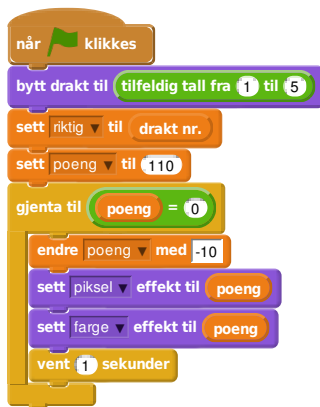 når klikkes
bytt drakt til tilfeldig tall fra 1 til 5
sett riktig til drakt nr.
sett poeng til 110
gjenta til poeng = 0
endre poeng med -10
sett piksel effekt til poeng
sett farge effekt til poeng
vent 1 sekunder